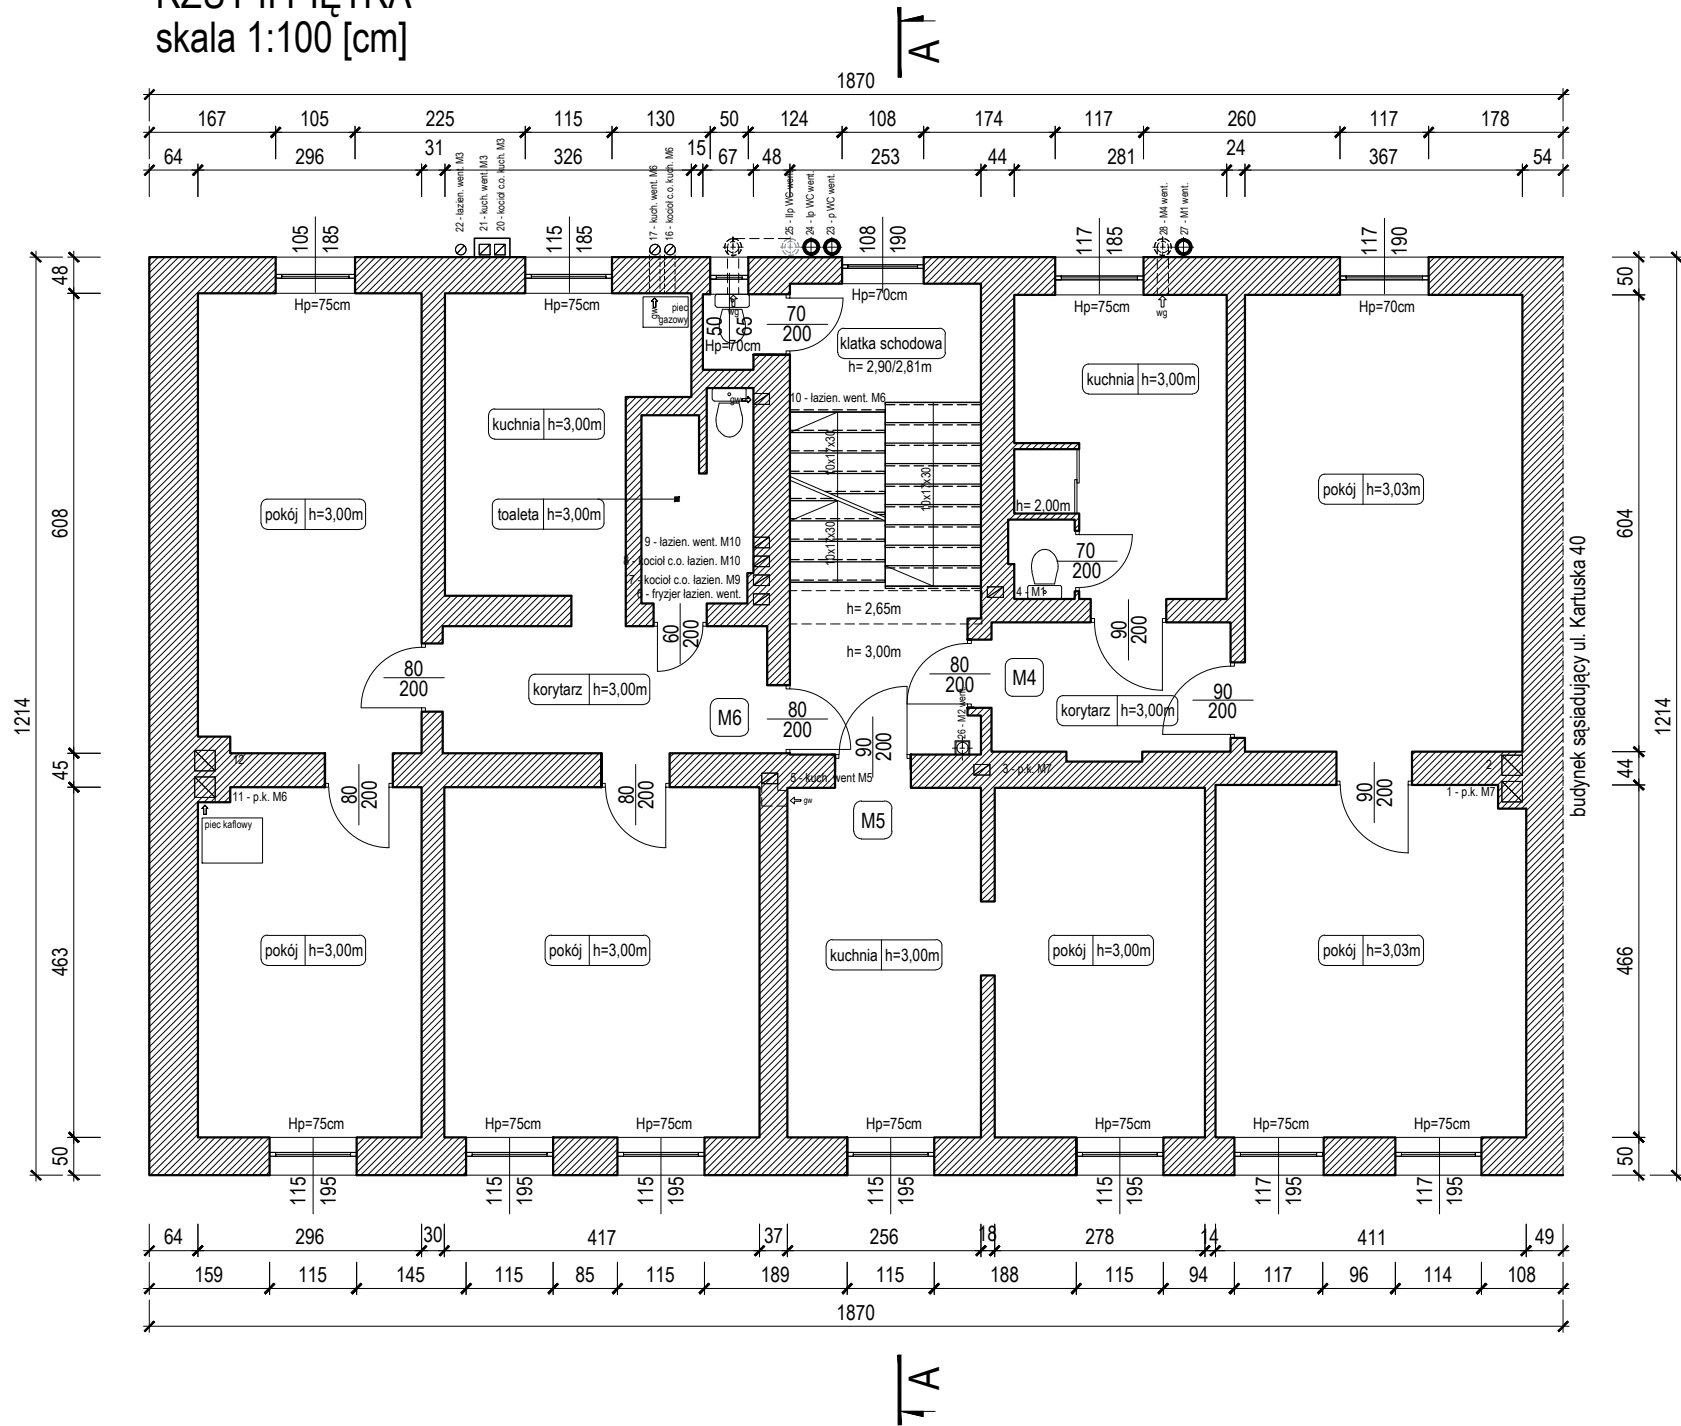 skala 1:100 [cm]
A
1870
167 105 225 115 130 50 124 108 174 117 260 117 178
64 296 31 326 15 67 48 253 44 281 24 367 54
22 - łazien. went. M3
21 - kuch. went. M3
20 - kocioł c.o. kuch. M3
17 - kuch. went. M6
16 - kocioł c.o. kuch. M6
25 - IIp WC went.
24 - Ip WC went.
23 - p WC went.
28 - M4 went.
27 - M1 went.
105 185
115 185
108 190
117 185
117 190
Hp=75cm
Hp=75cm
Hp=70cm
Hp=75cm
Hp=70cm
gw
piec
gazowy
wg
50 65
Hp=70cm
70
200
wg
klatka schodowa
h= 2,90/2,81m
kuchnia h=3,00m
gw
10 - łazien. went. M6
kuchnia h=3,00m
10x17x30
10x17x30
10x17x30
pokój h=3,00m
toaleta h=3,00m
pokój h=3,03m
h= 2,00m
9 - łazien. went. M10
8 - kocioł c.o. łazien. M10
7 - kocioł c.o. łazien. M9
- fryzjer łazien. went.
70
200
4 - M1
h= 2,65m
h= 3,00m
60
200
90
200
80
200
80
200
M4
korytarz h=3,00m
korytarz h=3,00m
90
200
M6
80
200
90
200
26 - M2 went.
12
11 - p.k. M6
piec kaflowy
80
200
80
200
5 - kuch. went M5
gw
M5
3 - p.k. M7
90
200
2
1 - p.k. M7
budynek sąsiadujący ul. Kartuska 40
pokój h=3,00m
pokój h=3,00m
kuchnia h=3,00m
pokój h=3,00m
pokój h=3,03m
Hp=75cm
Hp=75cm
Hp=75cm
Hp=75cm
Hp=75cm
Hp=75cm
Hp=75cm
115 195
115 195
115 195
115 195
115 195
117 195
117 195
1214
48
608
45
463
50
50
604
44
466
50
1214
64 296 30 417 37 256 18 278 14 411 49
159 115 145 115 85 115 189 115 188 115 94 117 96 114 108
1870
A